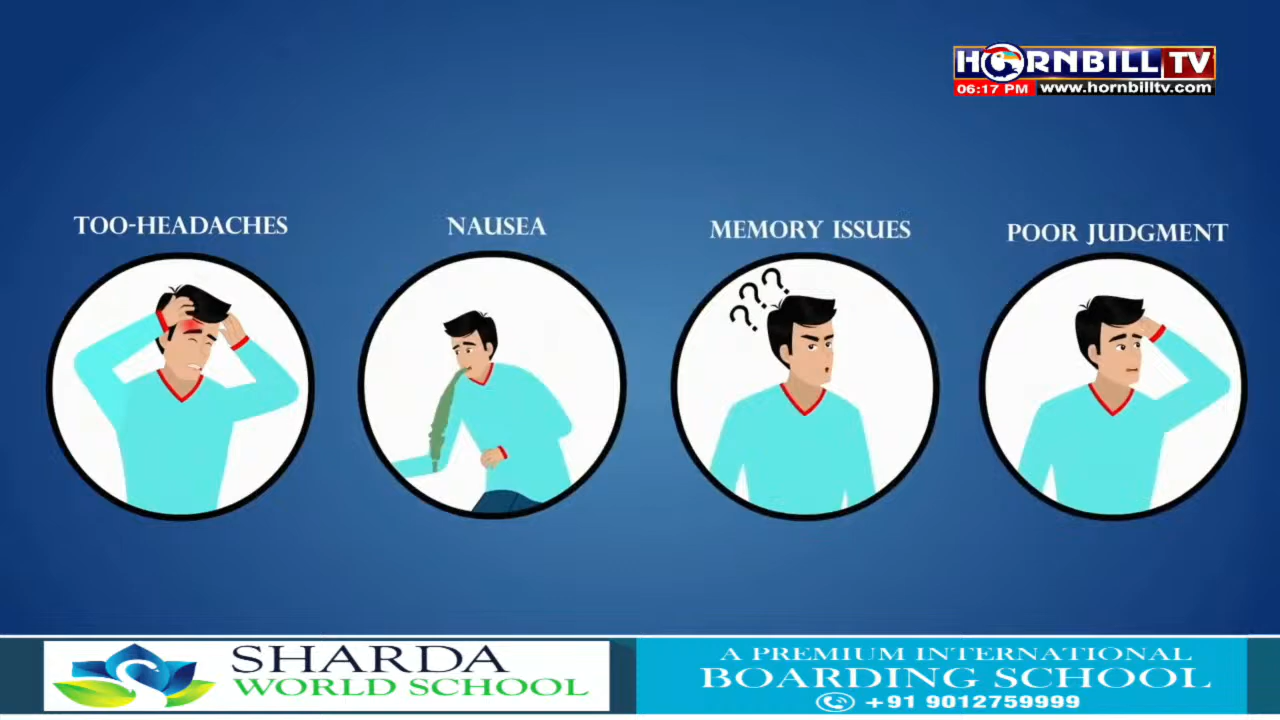 HORNBILL TV
06:17 PM www.hornbilltv.com
TOO-HEADACHES
NAUSEA
MEMORY ISSUES
POOR JUDGMENT
???
SHARDA
WORLD SCHOOL
A PREMIUM INTERNATIONAL
BOARDING SCHOOL
+91 9012759999